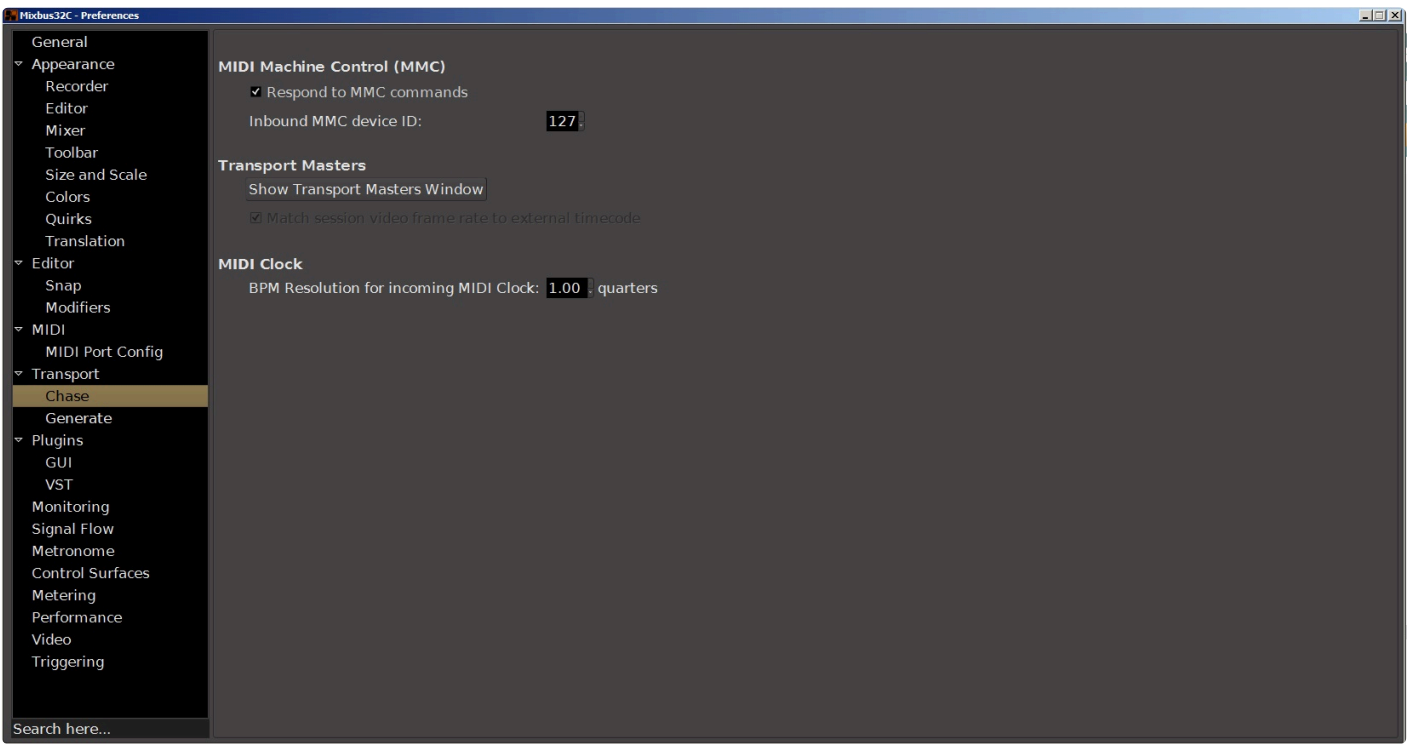 Mixbus32C - Preferences
General
Appearance
Recorder
Editor
Mixer
Toolbar
Size and Scale
Colors
Quirks
Translation
Editor
Snap
Modifiers
MIDI
MIDI Port Config
Transport
Chase
Generate
Plugins
GUI
VST
Monitoring
Signal Flow
Metronome
Control Surfaces
Metering
Performance
Video
Triggering
Search here...
MIDI Machine Control (MMC)
Respond to MMC commands
Inbound MMC device ID: 127
Transport Masters
Show Transport Masters Window
Match session video frame rate to external timecode
MIDI Clock
BPM Resolution for incoming MIDI Clock: 1.00 quarters